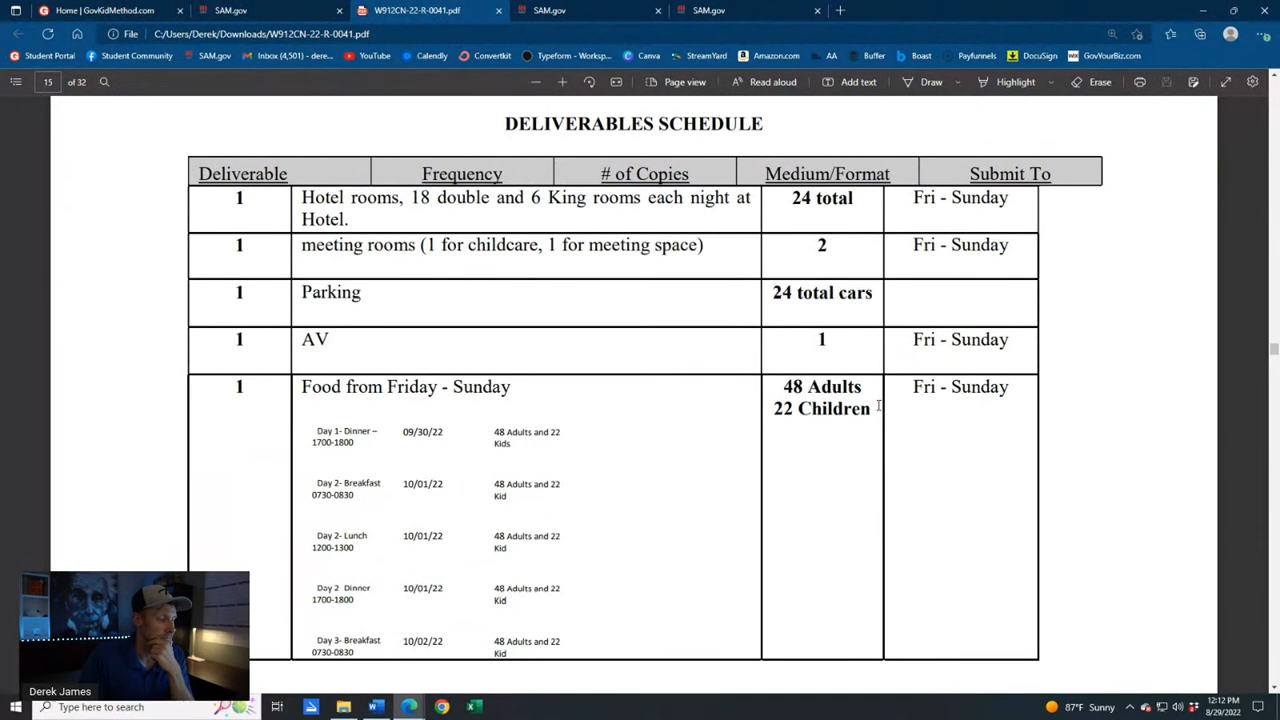 Home | GovKidMethod.com
SAM.gov
W912CN-22-R-0041.pdf
SAM.gov
SAM.gov
File C:/Users/Derek/Downloads/W912CN-22-R-0041.pdf
Student Portal Student Community SAM.gov Inbox (4,501) - dere... YouTube Calendly Convertkit Typeform - Worksp... Canva StreamYard Amazon.com AA Buffer Boast Payfunnels DocuSign GovYourBiz.com
15 of 32 Page view Read aloud Add text Draw Highlight Erase
DELIVERABLES SCHEDULE
Deliverable Frequency # of Copies Medium/Format Submit To
1 Hotel rooms, 18 double and 6 King rooms each night at 24 total Fri - Sunday
Hotel.
1 meeting rooms (1 for childcare, 1 for meeting space) 2 Fri - Sunday
1 Parking 24 total cars
1 AV 1 Fri - Sunday
1 Food from Friday - Sunday 48 Adults Fri - Sunday
22 Children
Day 1- Dinner – 09/30/22 48 Adults and 22
1700-1800 Kids
Day 2- Breakfast 10/01/22 48 Adults and 22
0730-0830 Kid
Day 2- Lunch 10/01/22 48 Adults and 22
1200-1300 Kid
Day 2 Dinner 10/01/22 48 Adults and 22
1700-1800 Kid
Day 3- Breakfast 10/02/22 48 Adults and 22
0730-0830 Kid
Derek James
Type here to search
87°F Sunny
12:12 PM
8/29/2022